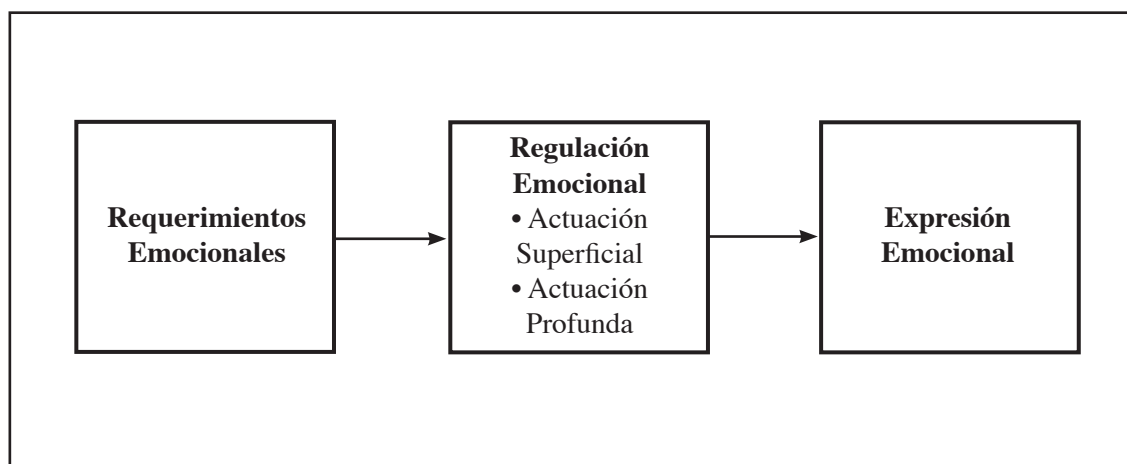 Requerimientos
Emocionales
Regulación
Emocional
• Actuación
Superficial
• Actuación
Profunda
Expresión
Emocional